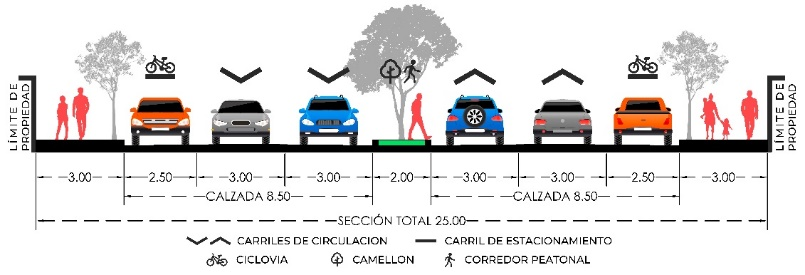 LÍMITE DE
PROPIEDAD
LÍMITE DE
PROPIEDAD
3.00 2.50 3.00 3.00 2.00 3.00 3.00 2.50 3.00
CALZADA 8.50 CALZADA 8.50
SECCIÓN TOTAL 25.00
CARRILES DE CIRCULACION CARRIL DE ESTACIONAMIENTO
CICLOVIA CAMELLON CORREDOR PEATONAL